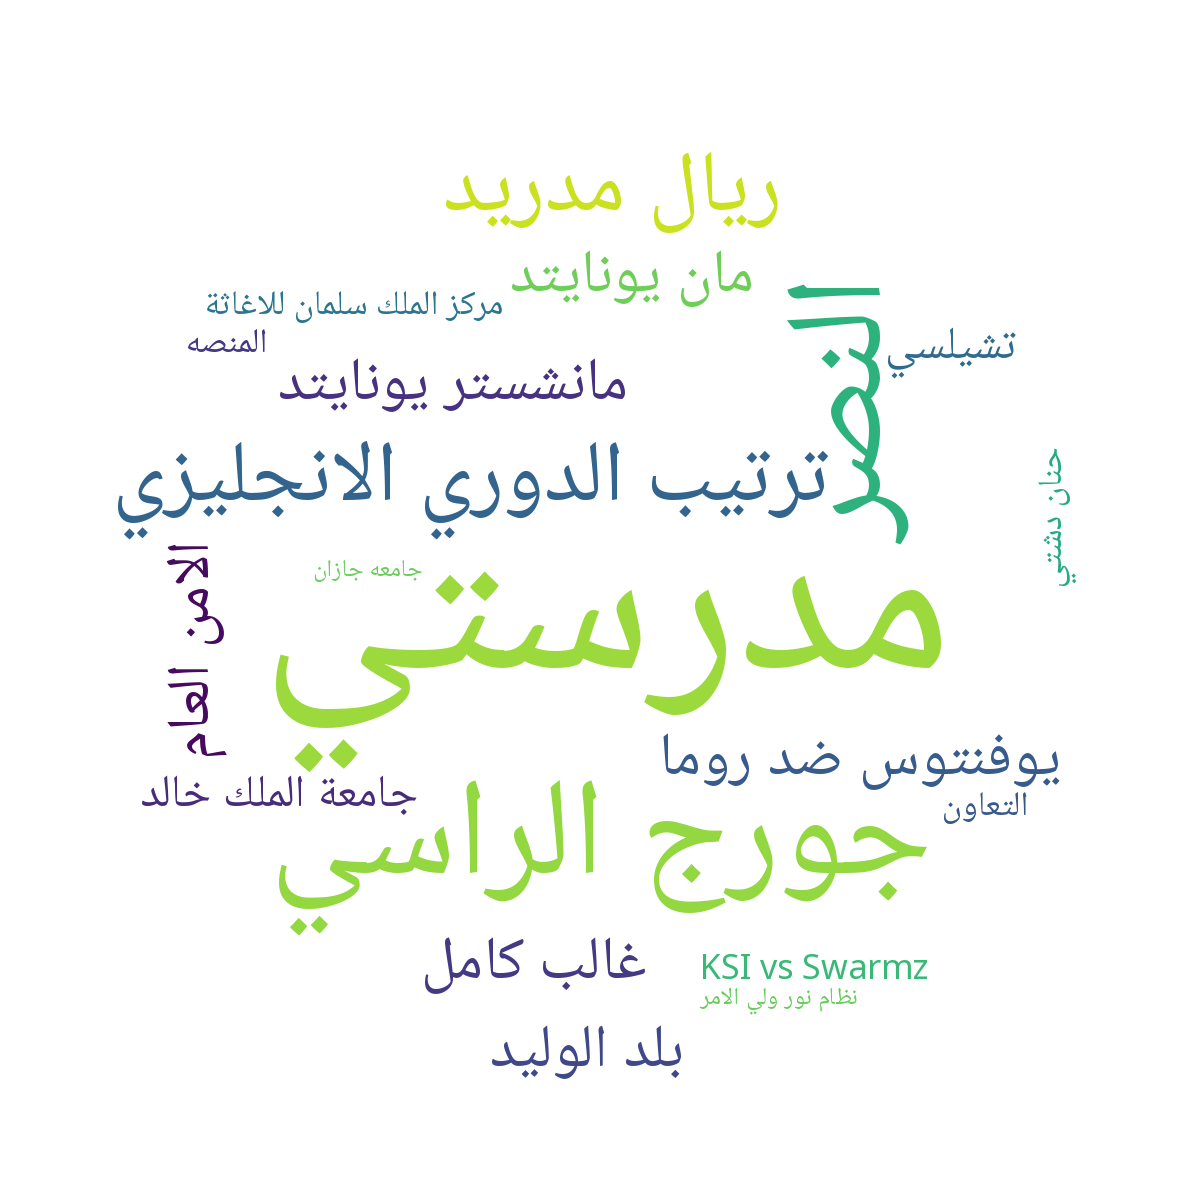 ريال مدريد
مان يونايتد
مركز الملك سلمان للاغاثة
النصر
المنصه
تشيلسي
مانشستر يونايتد
ترتيب الدوري الانجليزي
حنان دشتي
الامن العام
جامعه جازان
مدرستي
يوفنتوس ضد روما
جامعة الملك خالد
التعاون
جورج الراسي
غالب كامل
KSI vs Swarmz
نظام نور ولي الامر
بلد الوليد